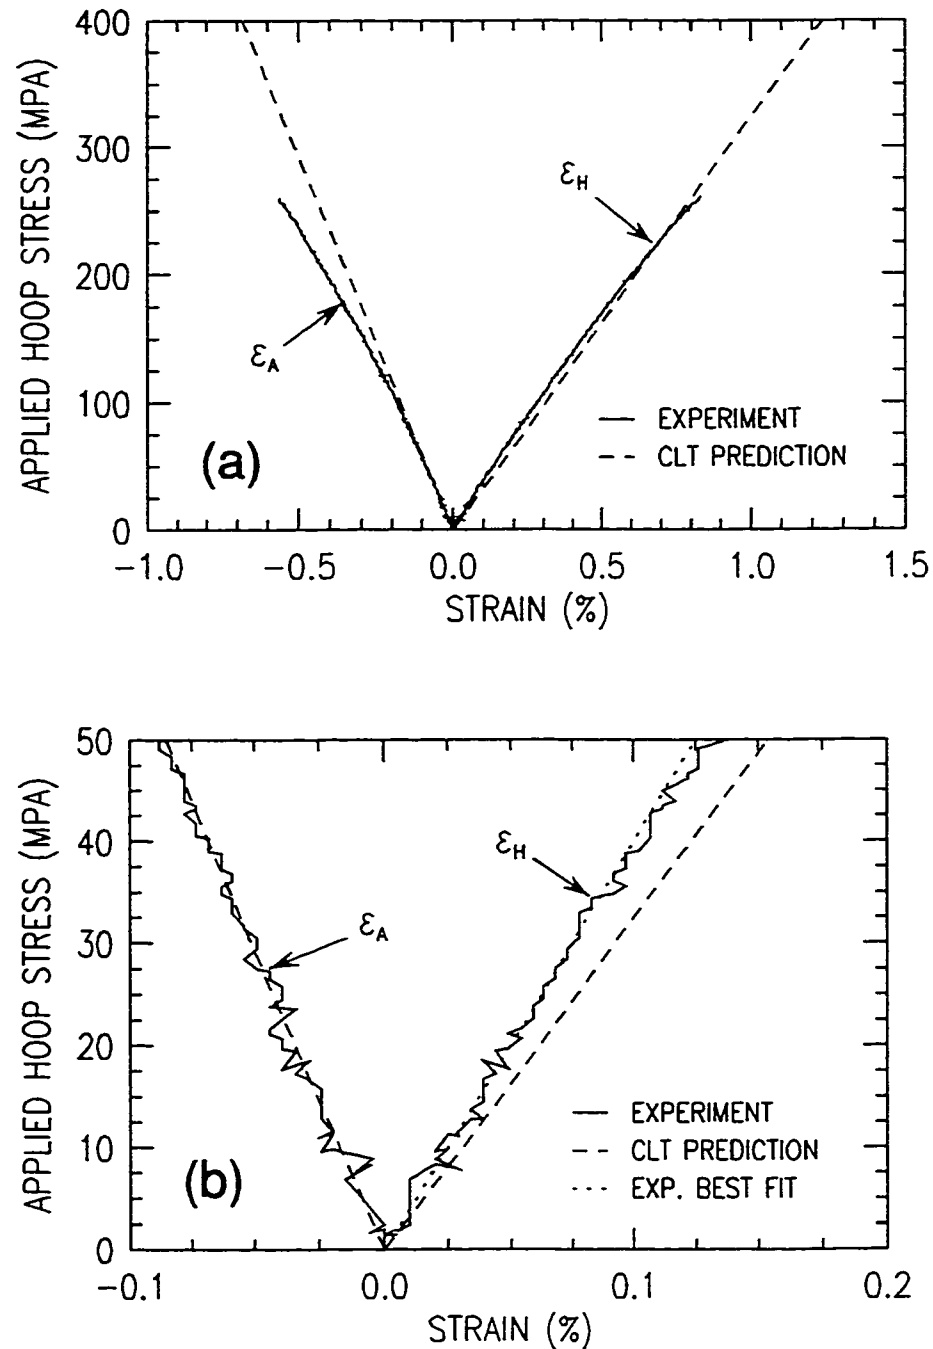 400
300
200
100
0
APPLIED HOOP STRESS (MPA)
ε_H
ε_A
EXPERIMENT
CLT PREDICTION
(a)
-1.0 -0.5 0.0 0.5 1.0 1.5
STRAIN (%)
50
40
30
20
10
0
APPLIED HOOP STRESS (MPA)
ε_H
ε_A
EXPERIMENT
CLT PREDICTION
EXP. BEST FIT
(b)
-0.1 0.0 0.1 0.2
STRAIN (%)